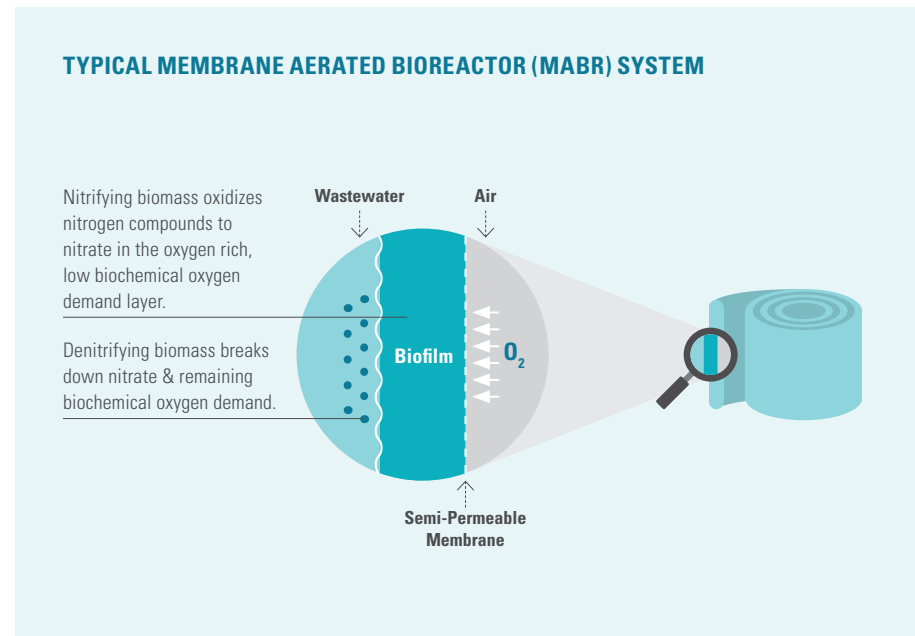 TYPICAL MEMBRANE AERATED BIOREACTOR (MABR) SYSTEM
Nitrifying biomass oxidizes
nitrogen compounds to
nitrate in the oxygen rich,
low biochemical oxygen
demand layer.
Denitrifying biomass breaks
down nitrate & remaining
biochemical oxygen demand.
Wastewater
Air
Biofilm
O₂
Semi-Permeable
Membrane